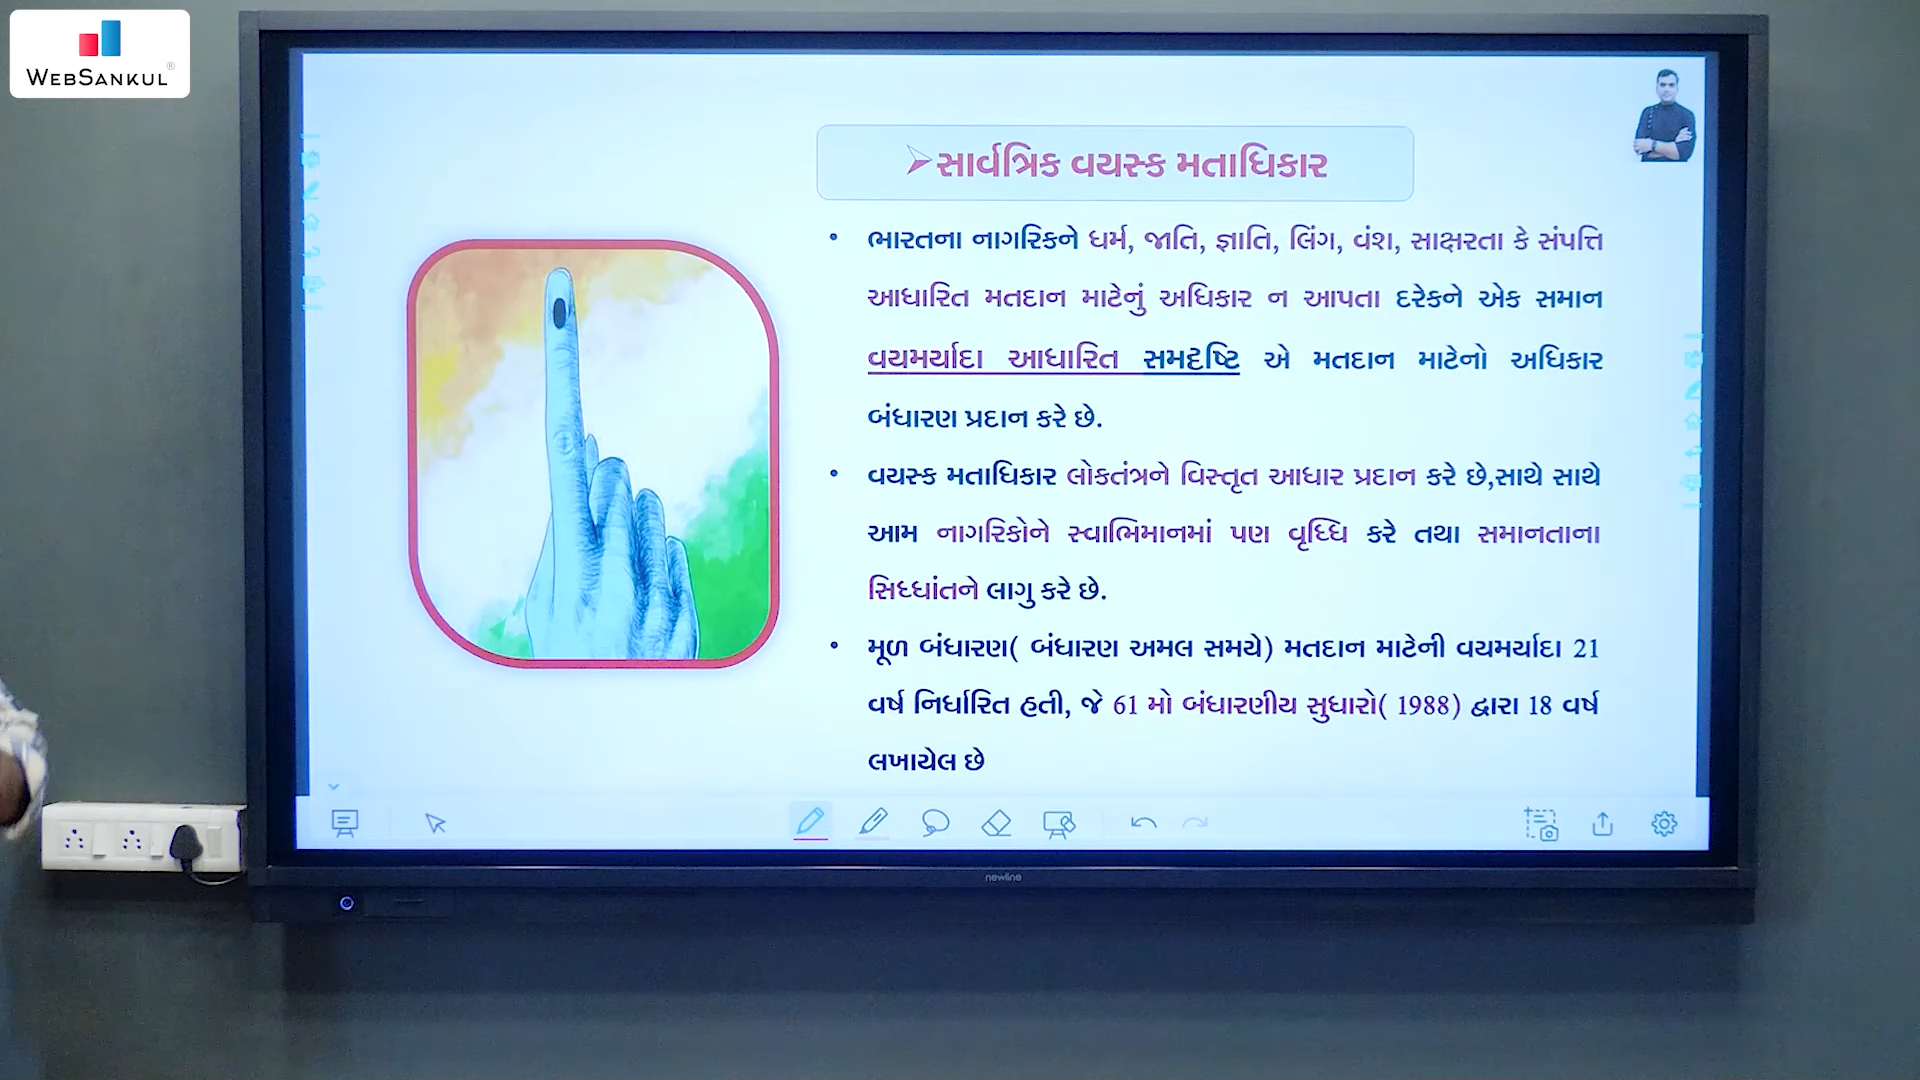 WEBSANKUL
➢સાર્વત્રિક વયસ્ક મતાધિકાર
• ભારતના નાગરિકને ધર્મ, જાતિ, જ્ઞાતિ, લિંગ, વંશ, સાક્ષરતા કે સંપત્તિ
આધારિત મતદાન માટેનું અધિકાર ન આપતા દરેકને એક સમાન
વયમર્યાદા આધારિત સમદૃષ્ટિ એ મતદાન માટેનો અધિકાર
બંધારણ પ્રદાન કરે છે.
• વયસ્ક મતાધિકાર લોકતંત્રને વિસ્તૃત આધાર પ્રદાન કરે છે,સાથે સાથે
આમ નાગરિકોને સ્વાભિમાનમાં પણ વૃધ્ધિ કરે તથા સમાનતાના
સિધ્ધાંતને લાગુ કરે છે.
• મૂળ બંધારણ( બંધારણ અમલ સમયે) મતદાન માટેની વયમર્યાદા 21
વર્ષ નિર્ધારિત હતી, જે 61 મો બંધારણીય સુધારો( 1988) દ્વારા 18 વર્ષ
લખાયેલ છે
newline